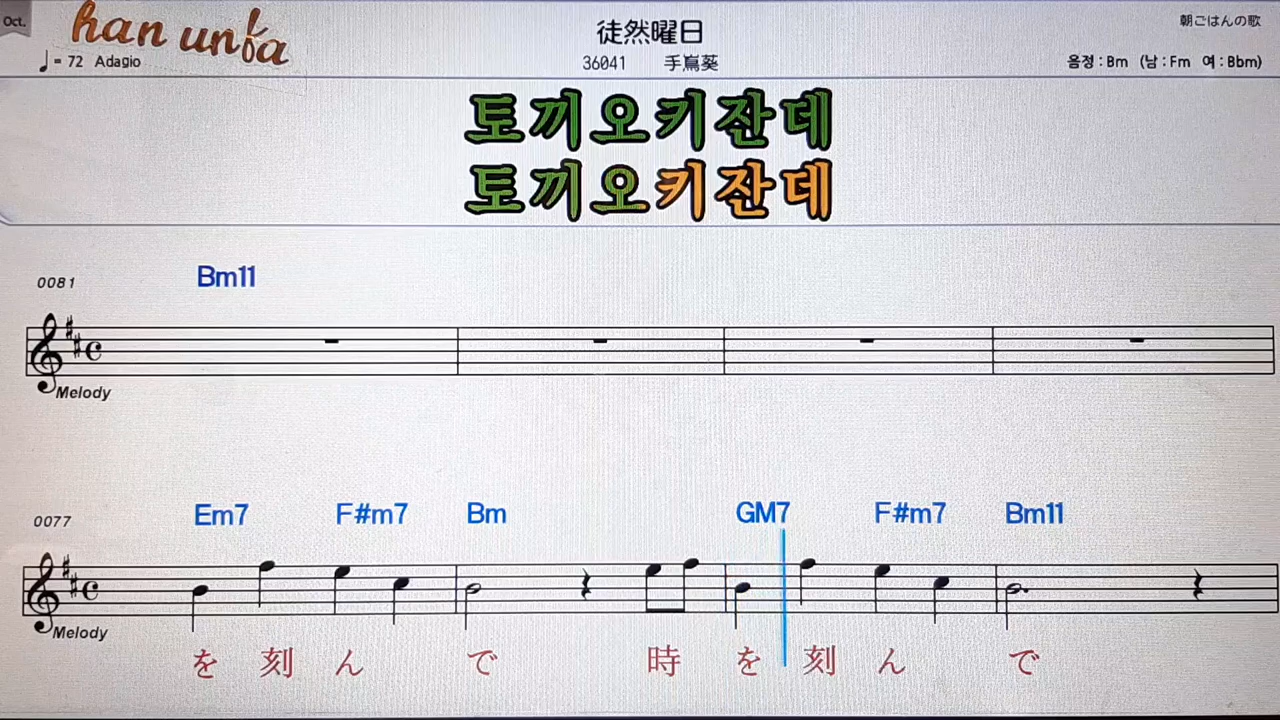 Oct.
han unfa
徒然曜日
朝ごはんの歌
♩= 72 Adagio
36041 手嶌葵
음정 : Bm (남 : Fm 여 : Bbm)
토끼오키잔데
토끼오키잔데
0081 Bm11
Melody
0077 Em7 F#m7 Bm GM7 F#m7 Bm11
Melody
を 刻 ん で 時 を 刻 ん で